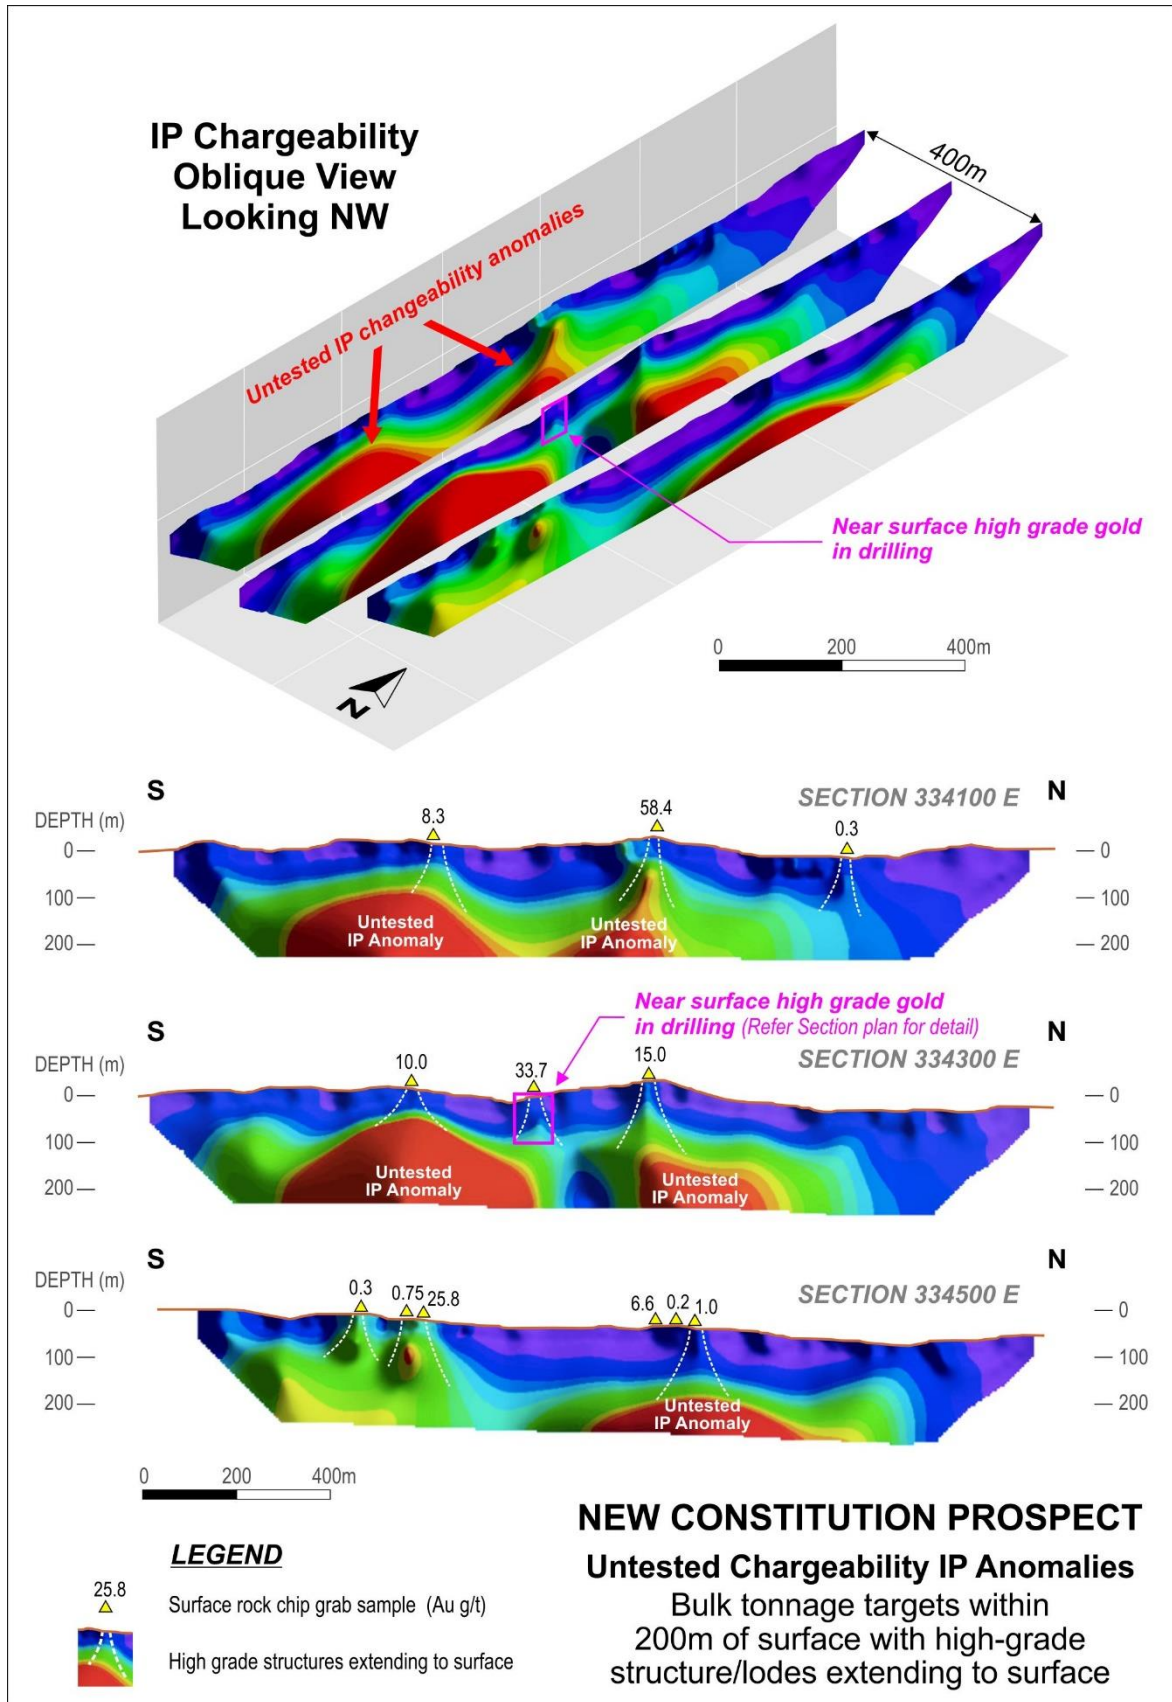 IP Chargeability
Oblique View
Looking NW
400m
Untested IP changeability anomalies
Near surface high grade gold
in drilling
0 200 400m
N
S N
SECTION 334100 E
DEPTH (m)
8.3 58.4 0.3
0 0
100 100
200 200
Untested
IP Anomaly
Untested
IP Anomaly
Near surface high grade gold
in drilling (Refer Section plan for detail)
S N
SECTION 334300 E
DEPTH (m)
10.0 33.7 15.0
0 0
100 100
200 200
Untested
IP Anomaly
Untested
IP Anomaly
S N
SECTION 334500 E
DEPTH (m)
0.3 0.75 25.8 6.6 0.2 1.0
0 0
100 100
200 200
Untested
IP Anomaly
0 200 400m
LEGEND
25.8
Surface rock chip grab sample (Au g/t)
High grade structures extending to surface
NEW CONSTITUTION PROSPECT
Untested Chargeability IP Anomalies
Bulk tonnage targets within
200m of surface with high-grade
structure/lodes extending to surface